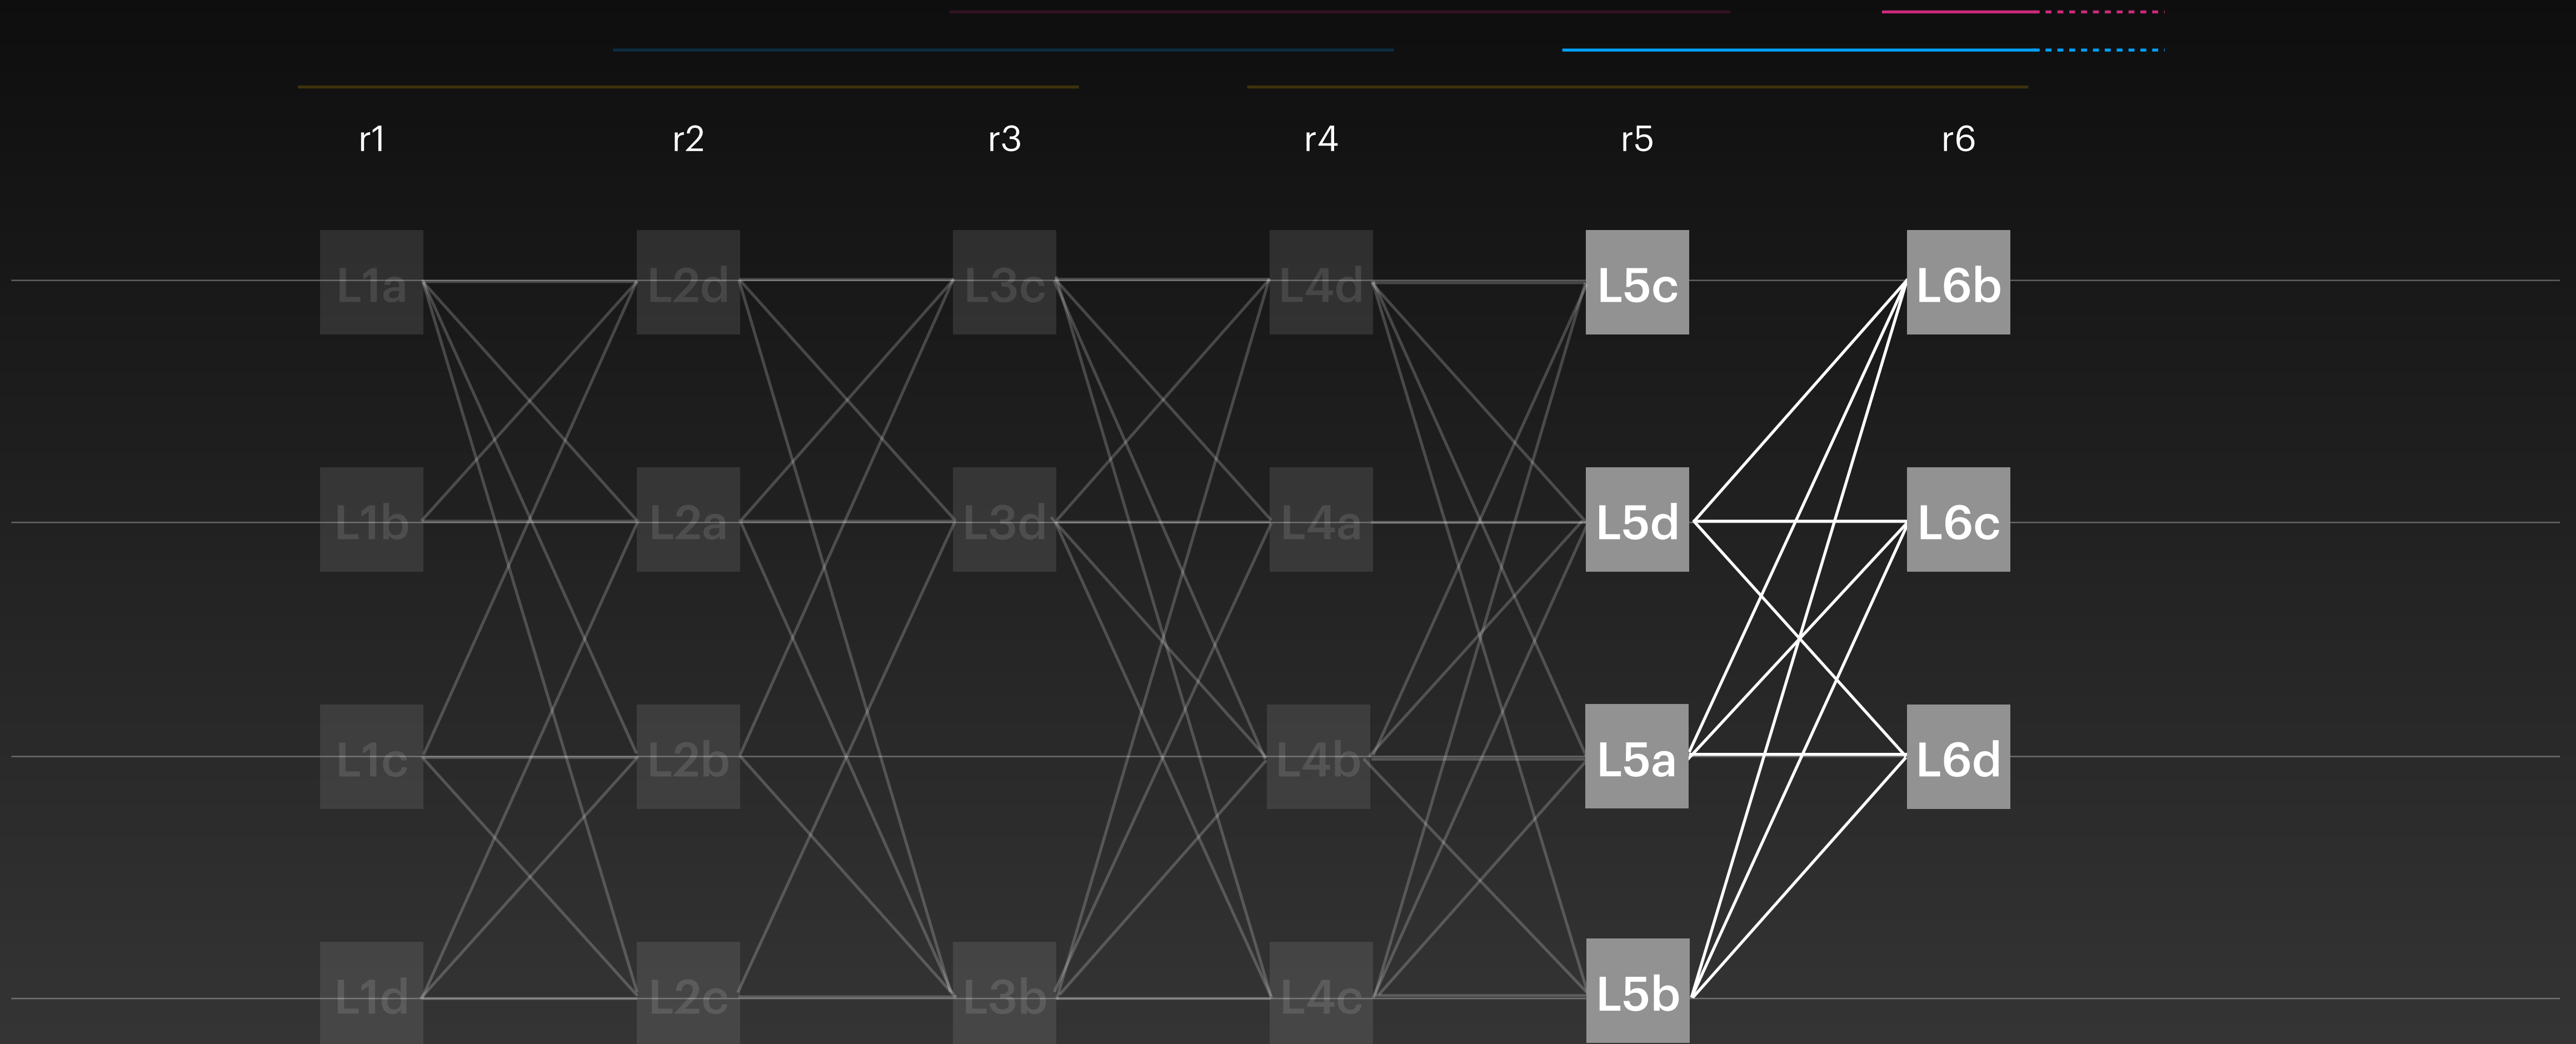 r1 r2 r3 r4 r5 r6
L1a L2d L3c L4d L5c L6b
L1b L2a L3d L4a L5d L6c
L1c L2b L4b L5a L6d
L1d L2c L3b L4c L5b